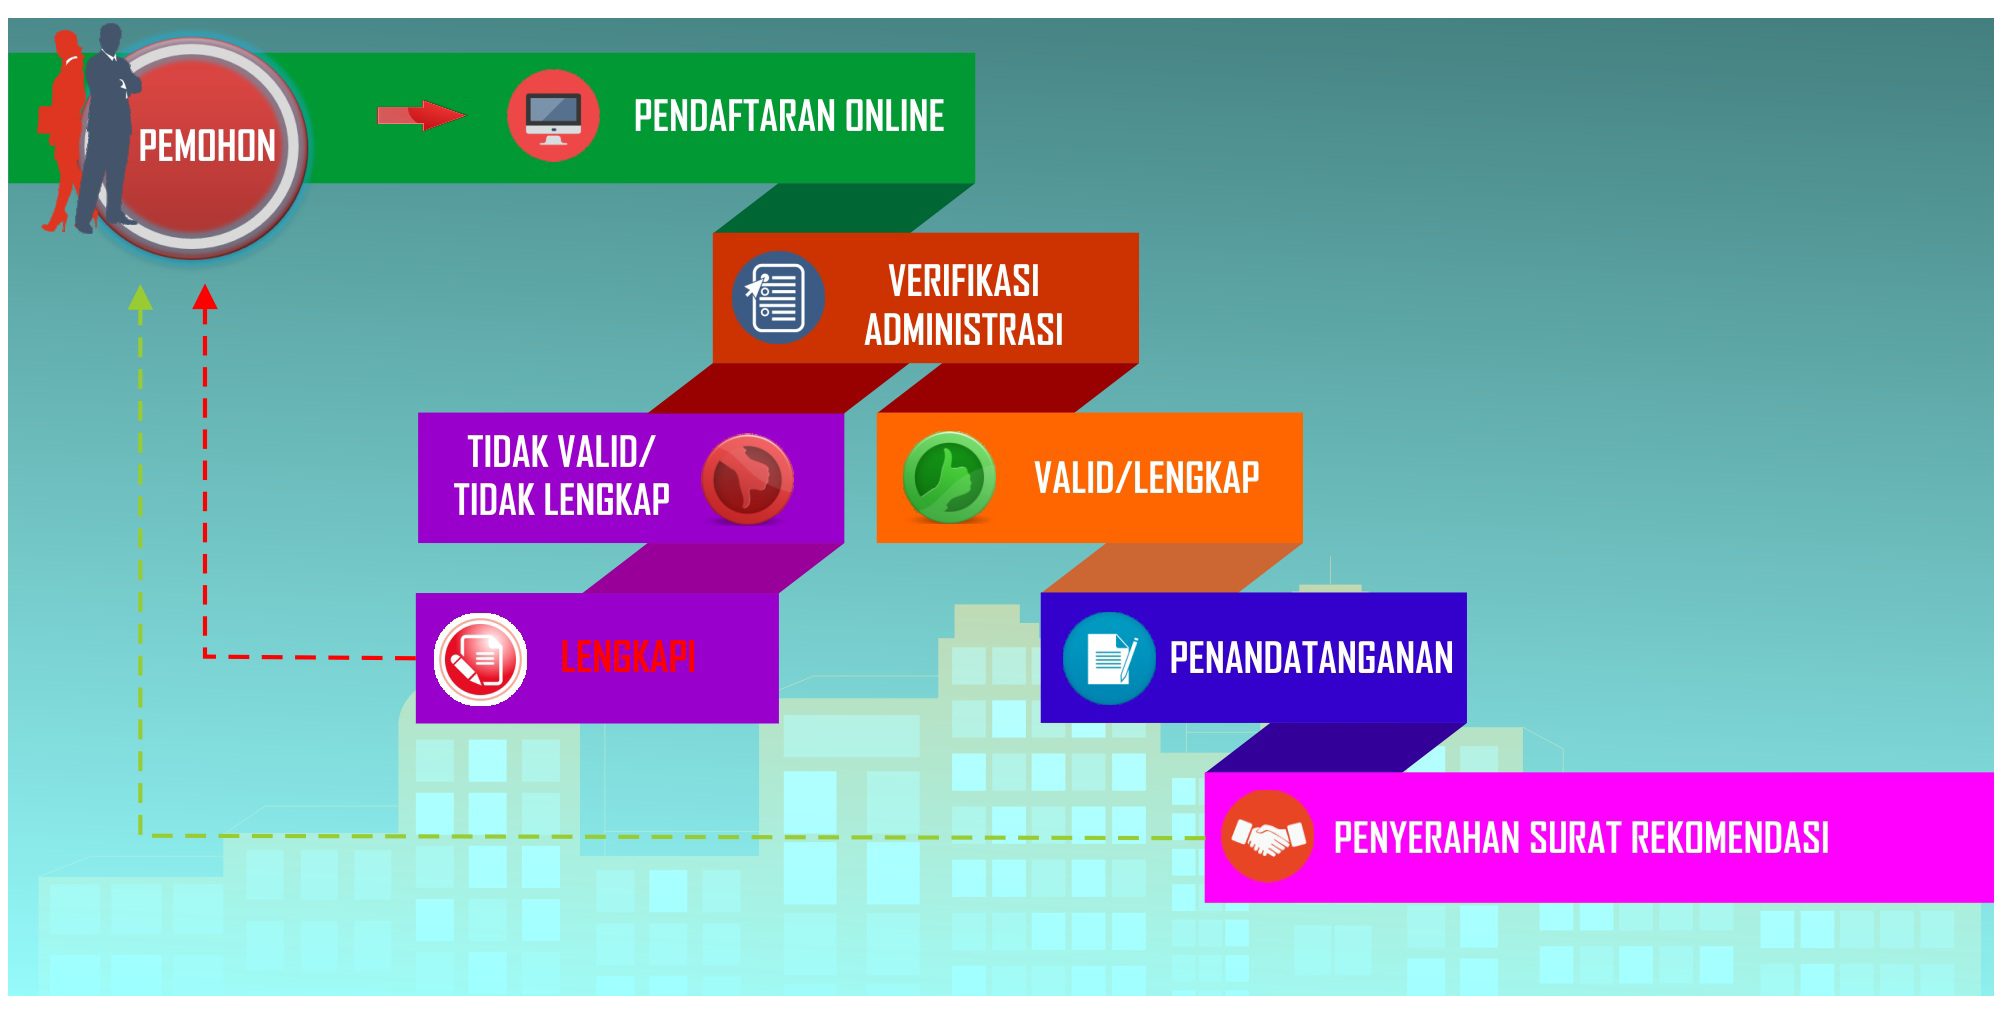 PEMOHON
PENDAFTARAN ONLINE
VERIFIKASI
ADMINISTRASI
TIDAK VALID/
TIDAK LENGKAP
VALID/LENGKAP
LENGKAPI
PENANDATANGANAN
PENYERAHAN SURAT REKOMENDASI